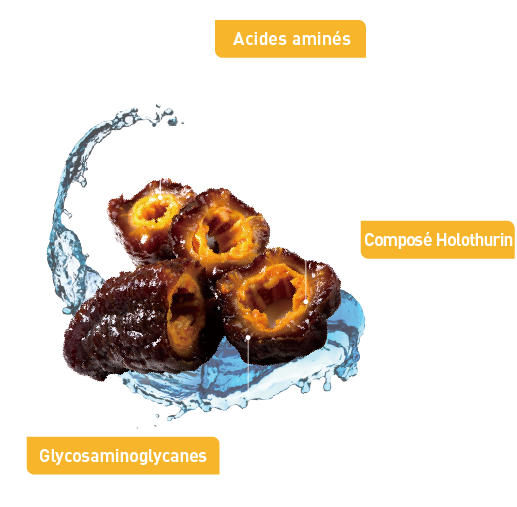 Acides aminés
Composé Holothurin
Glycosaminoglycanes